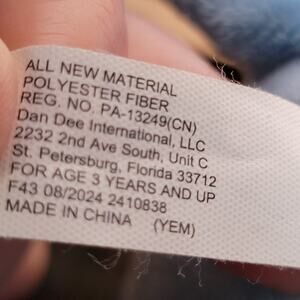 ALL NEW MATERIAL
POLYESTER FIBER
REG. NO. PA-13249(CN)
Dan Dee International, LLC
2232 2nd Ave South, Unit C
St. Petersburg, Florida 33712
FOR AGE 3 YEARS AND UP
F43 08/2024 2410838
MADE IN CHINA (YEM)